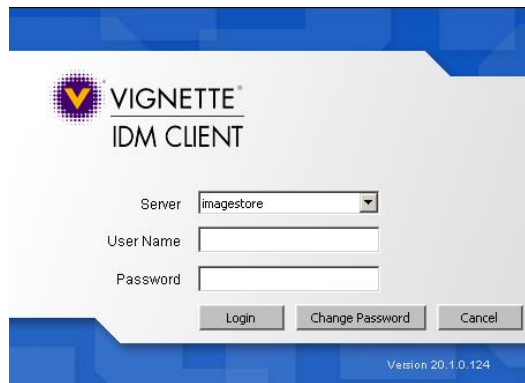 VIGNETTE®
IDM CLIENT
Server imagestore
User Name
Password
Login Change Password Cancel
Version 20.1.0.124